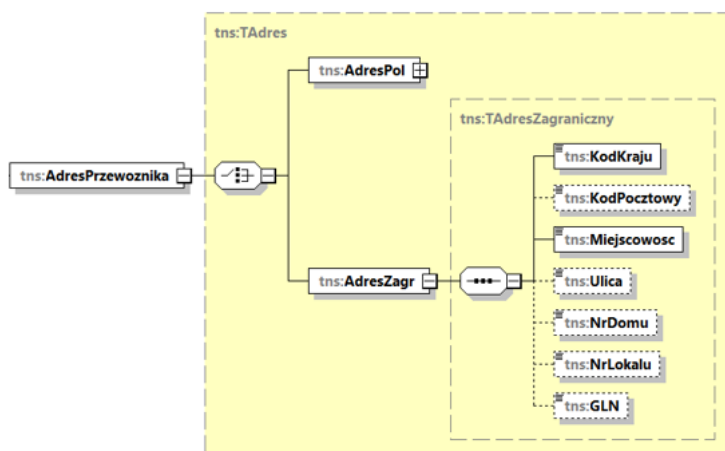 tns:TAdres
tns:AdresPol
tns:TAdresZagraniczny
tns:KodKraju
tns:AdresPrzewoznika
tns:KodPocztowy
tns:Miejscowosc
tns:AdresZagr
tns:Ulica
tns:NrDomu
tns:NrLokalu
tns:GLN